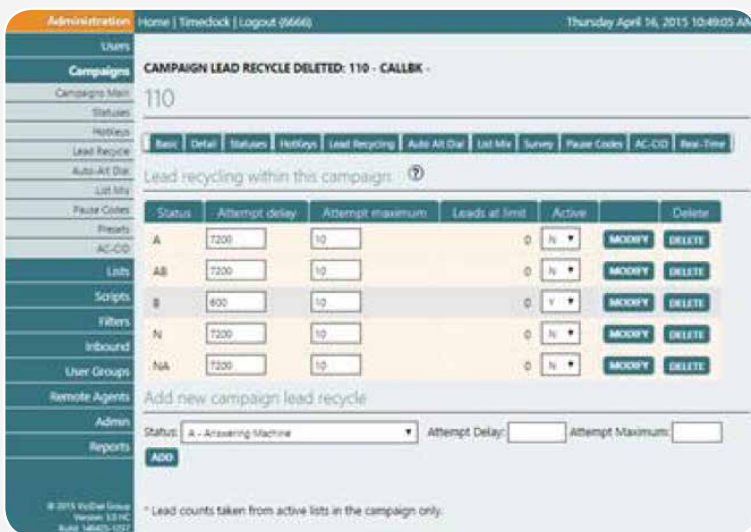 Administration
Home | Timeclock | Logout (6666)
Thursday April 16, 2015 10:49:05 AM
Users
Campaigns
Campaigns Main
Statuses
HotKeys
Lead Recycle
Auto-Alt Dial
List Mix
Pause Codes
Presets
AC-CID
Lists
Scripts
Filters
Inbound
User Groups
Remote Agents
Admin
Reports
© 2015 ViciDial Group
Version:
Build:
CAMPAIGN LEAD RECYCLE DELETED: 110 - CALLBK -
110
Basic Detail Statuses HotKeys Lead Recycling Auto Alt Dial List Mix Survey Pause Codes AC-CID Real-Time
Lead recycling within this campaign: ?
Status Attempt delay Attempt maximum Leads at limit Active Delete
A 7200 10 0 N MODIFY DELETE
AB 7200 10 0 N MODIFY DELETE
B 600 10 0 Y MODIFY DELETE
N 7200 10 0 N MODIFY DELETE
NA 7200 10 0 N MODIFY DELETE
Add new campaign lead recycle
Status: A - Answering Machine Attempt Delay: Attempt Maximum:
ADD
* Lead counts taken from active lists in the campaign only.